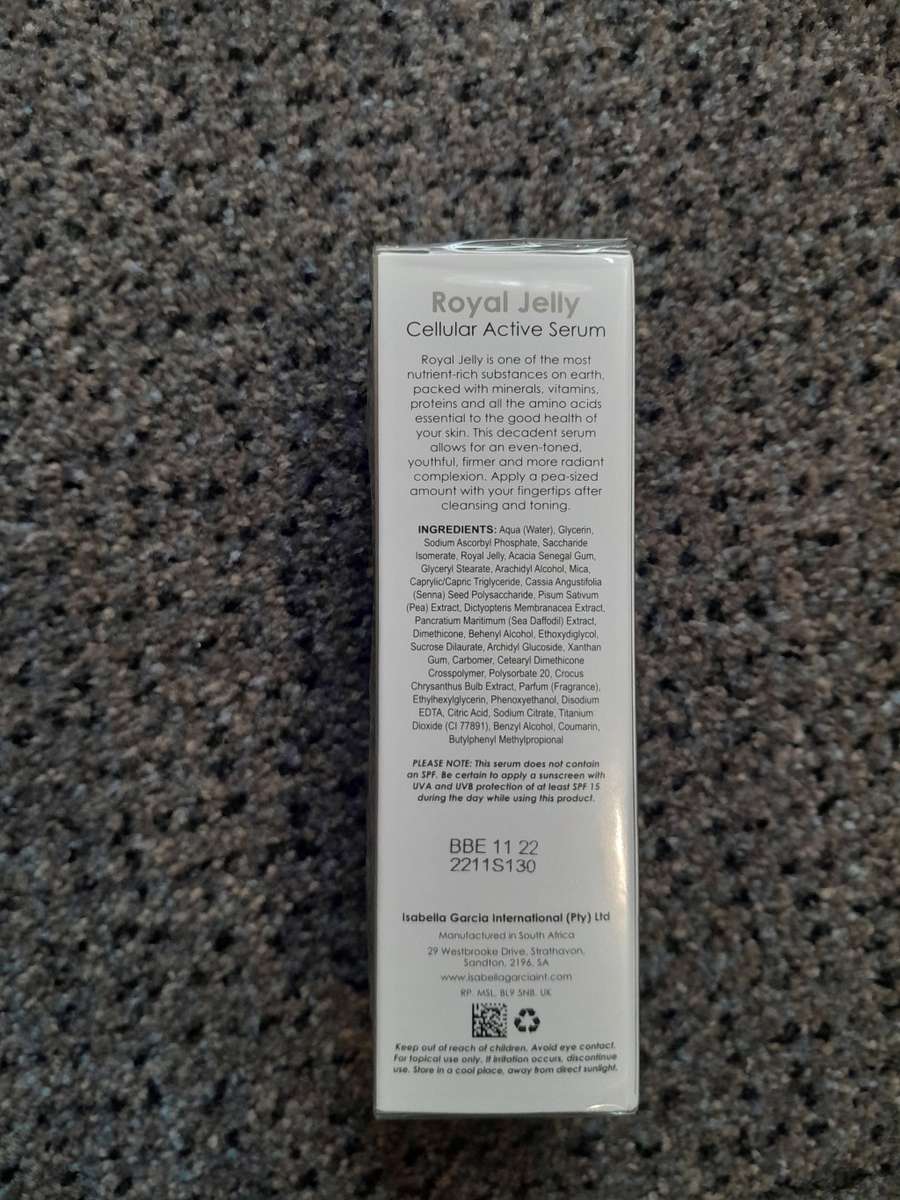 Royal Jelly
Cellular Active Serum
Royal Jelly is one of the most
nutrient-rich substances on earth,
packed with minerals, vitamins,
proteins and all the amino acids
essential to the good health of
your skin. This decadent serum
allows for an even-toned,
youthful, firmer and more radiant
complexion. Apply a pea-sized
amount with your fingertips after
cleansing and toning.
INGREDIENTS: Aqua (Water), Glycerin,
Sodium Ascorbyl Phosphate, Saccharide
Isomerate, Royal Jelly, Acacia Senegal Gum,
Glyceryl Stearate, Arachidyl Alcohol, Mica,
Caprylic/Capric Triglyceride, Cassia Angustifolia
(Senna) Seed Polysaccharide, Pisum Sativum
(Pea) Extract, Dictyopteris Membranacea Extract,
Pancratium Maritimum (Sea Daffodil) Extract,
Dimethicone, Behenyl Alcohol, Ethoxydiglycol,
Sucrose Dilaurate, Archidyl Glucoside, Xanthan
Gum, Carbomer, Cetearyl Dimethicone
Crosspolymer, Polysorbate 20, Crocus
Chrysanthus Bulb Extract, Parfum (Fragrance),
Ethylhexylglycerin, Phenoxyethanol, Disodium
EDTA, Citric Acid, Sodium Citrate, Titanium
Dioxide (CI 77891), Benzyl Alcohol, Coumarin,
Butylphenyl Methylpropional
PLEASE NOTE: This serum does not contain
an SPF. Be certain to apply a sunscreen with
UVA and UVB protection of at least SPF 15
during the day while using this product.
BBE 11 22
2211S130
Isabella Garcia International (Pty) Ltd
Manufactured in South Africa
29 Westbrooke Drive, Strathavon,
Sandton, 2196, SA
www.isabellagarciaint.com
RP. MSL, BL9 5NB, UK
Keep out of reach of children. Avoid eye contact.
For topical use only. If irritation occurs, discontinue
use. Store in a cool place, away from direct sunlight.